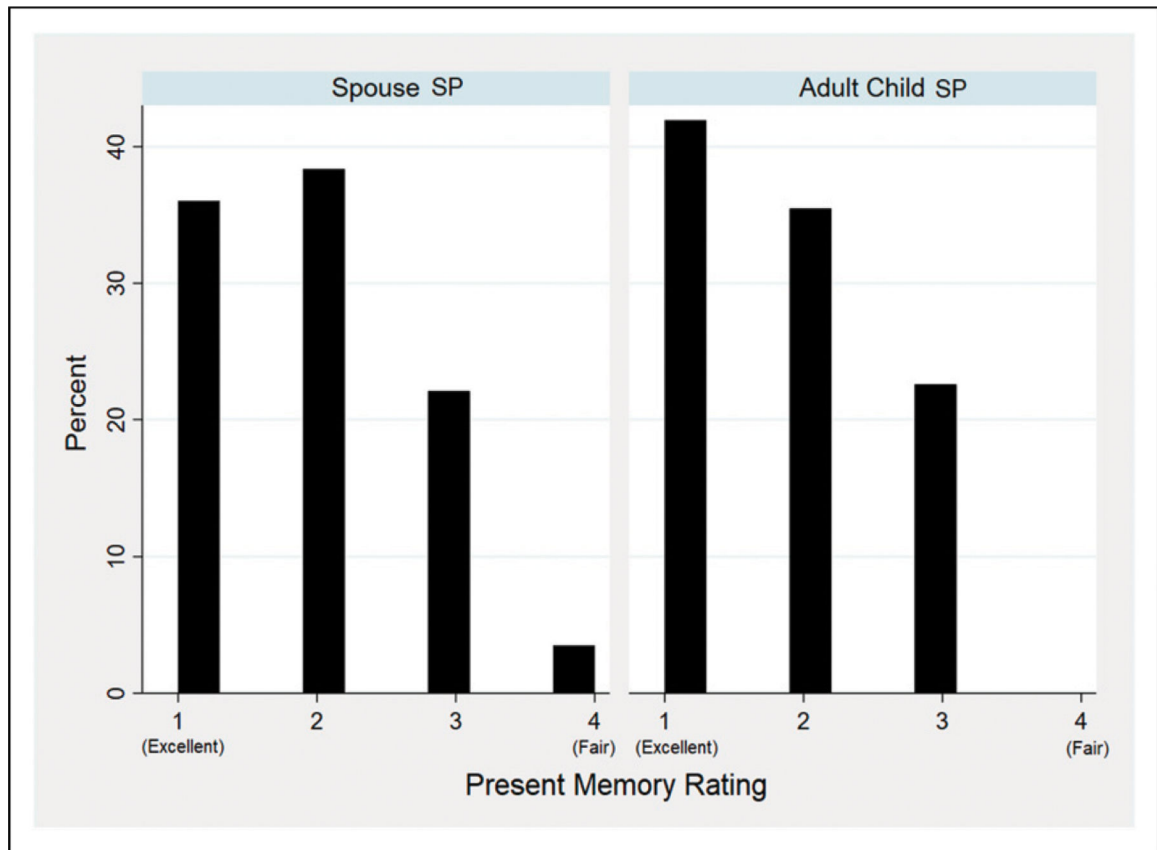 Spouse SP
Adult Child SP
Percent
40
30
20
10
0
1 2 3 4
(Excellent) (Fair)
1 2 3 4
(Excellent) (Fair)
Present Memory Rating